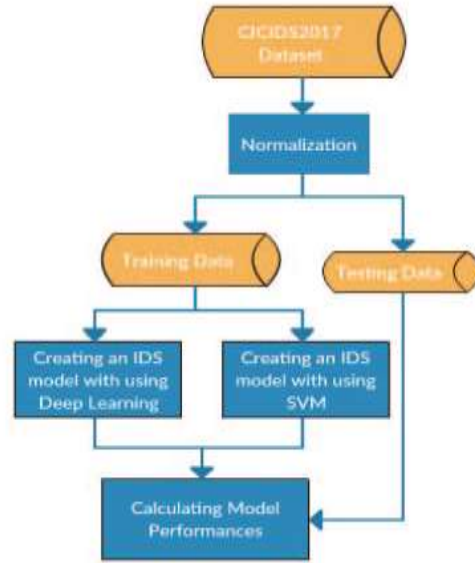 CICIDS2017
Dataset
Normalization
Training Data
Testing Data
Creating an IDS
model with using
Deep Learning
Creating an IDS
model with using
SVM
Calculating Model
Performances